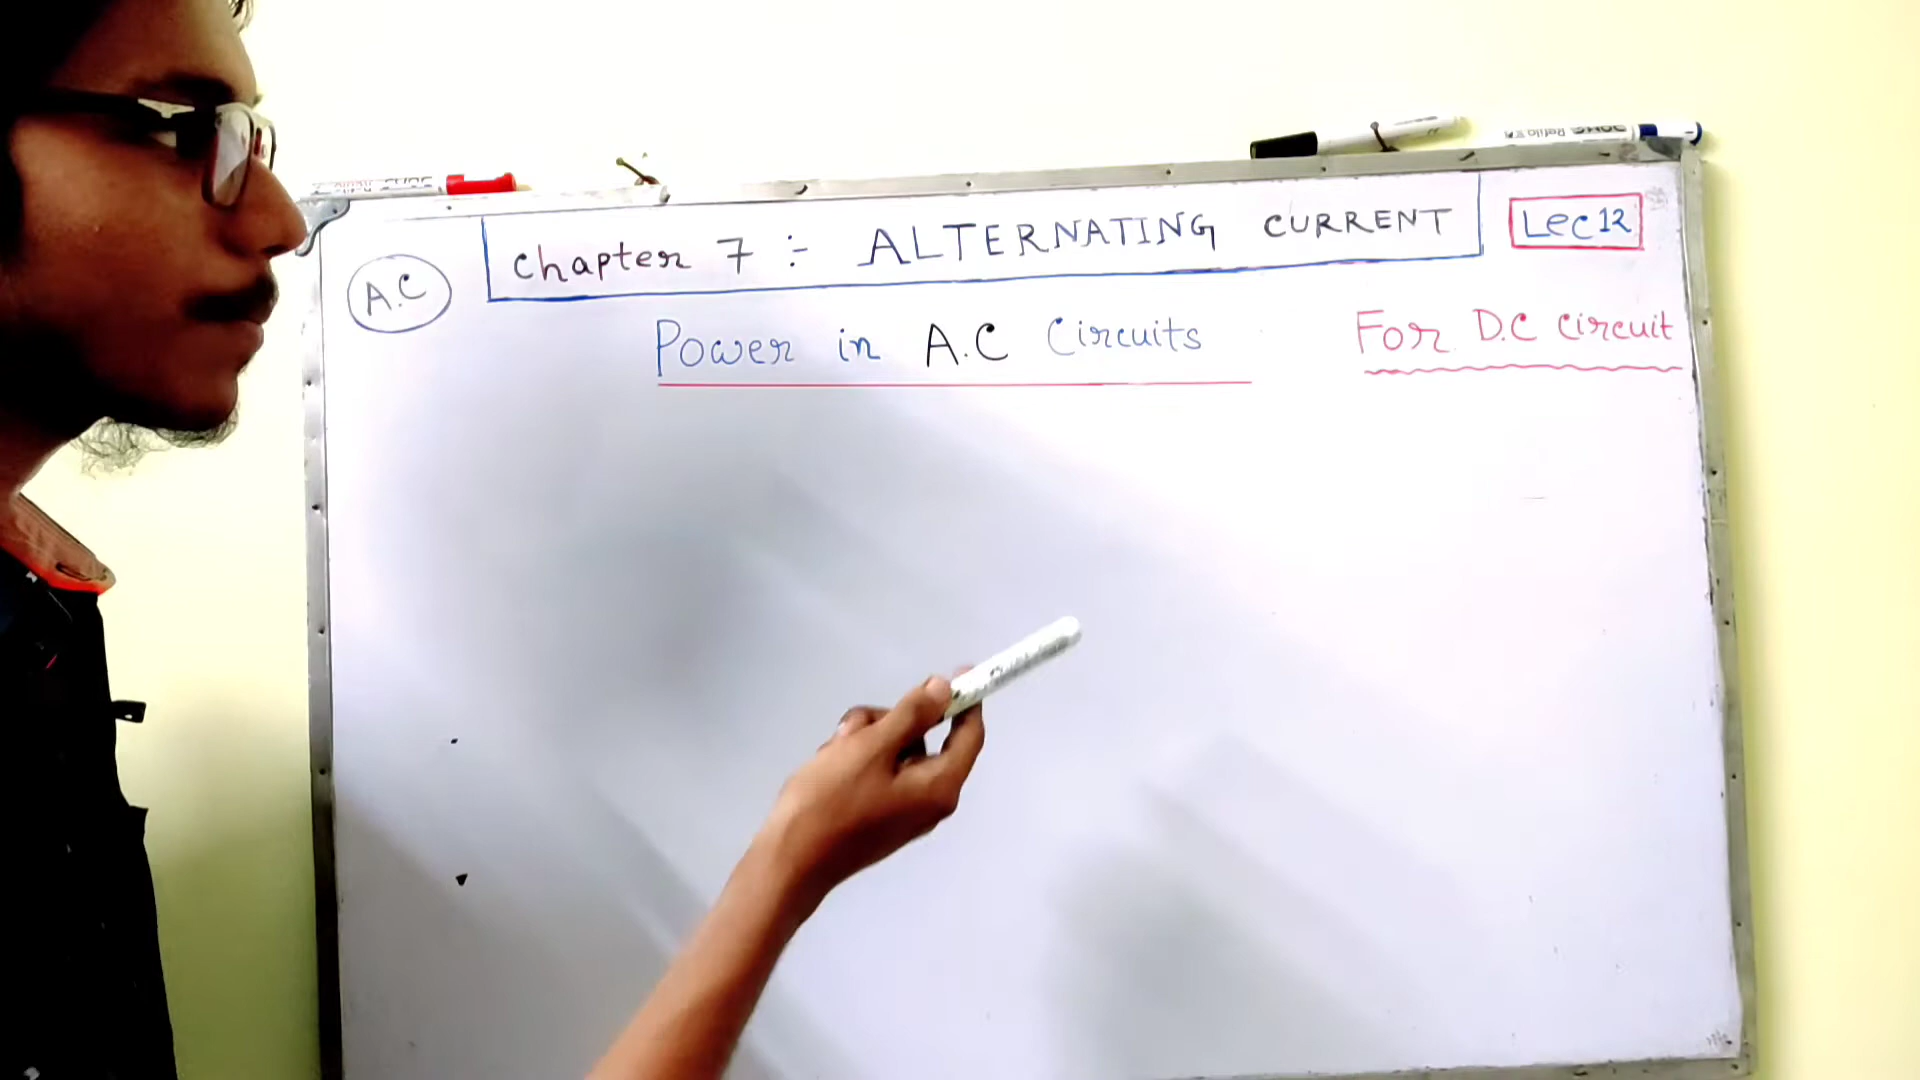 Chapter 7 :- ALTERNATING CURRENT
Lec 12
A.C
Power in A.C Circuits
For D.C circuit